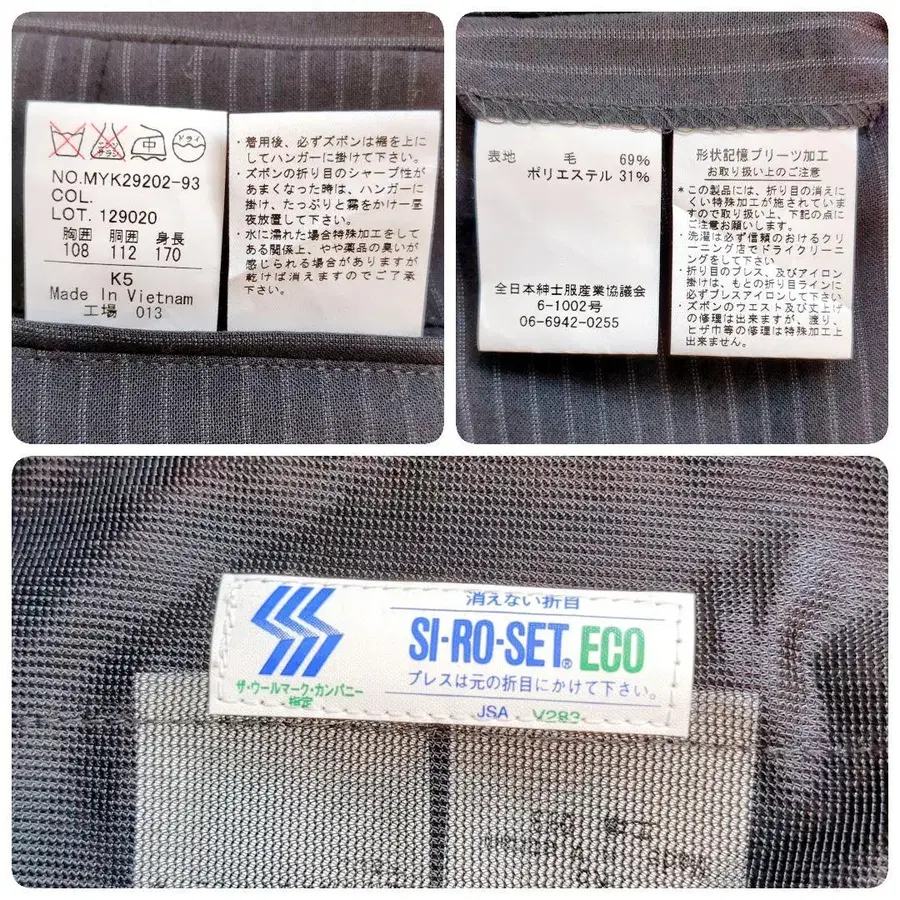 エンソ
サラシ
中
ドライ
NO.MYK29202-93
COL.
LOT. 129020
胸囲 胴囲 身長
108 112 170
K5
Made In Vietnam
工場 013
・着用後、必ずズボンは裾を上に
してハンガーに掛けて下さい。
・ズボンの折り目のシャープ性が
あまくなった時は、ハンガーに
掛け、たっぷりと霧をかけ一昼
夜放置して下さい。
・水に濡れた場合特殊加工をして
ある関係上、やや薬品の臭いが
感じられる場合がありますが
乾けば消えますのでご了承
下さい。
表地 毛 69%
ポリエステル 31%
全日本紳士服産業協議会
6-1002号
06-6942-0255
形状記憶プリーツ加工
お取り扱い上のご注意
*この製品には、折り目の消えに
くい特殊加工が施されています
ますので取り扱い上、下記の点に
ご注意お願いします。
・洗濯は必ず信頼のおけるクリ
ーニング店でドライクリーニ
ングをして下さい
・折り目のプレス、及びアイロン
掛けは、もとの折り目ラインに
必ずプレスアイロンして下さい。
・ズボンのウエスト及び丈上げ
の修理は出来ますが、渡り、
ヒザ巾等の修理は特殊加工上
出来ません。
消えない折目
SI-RO-SET® ECO
プレスは元の折目にかけて下さい。
ザ・ウールマーク・カンパニー
指定
JSA V283